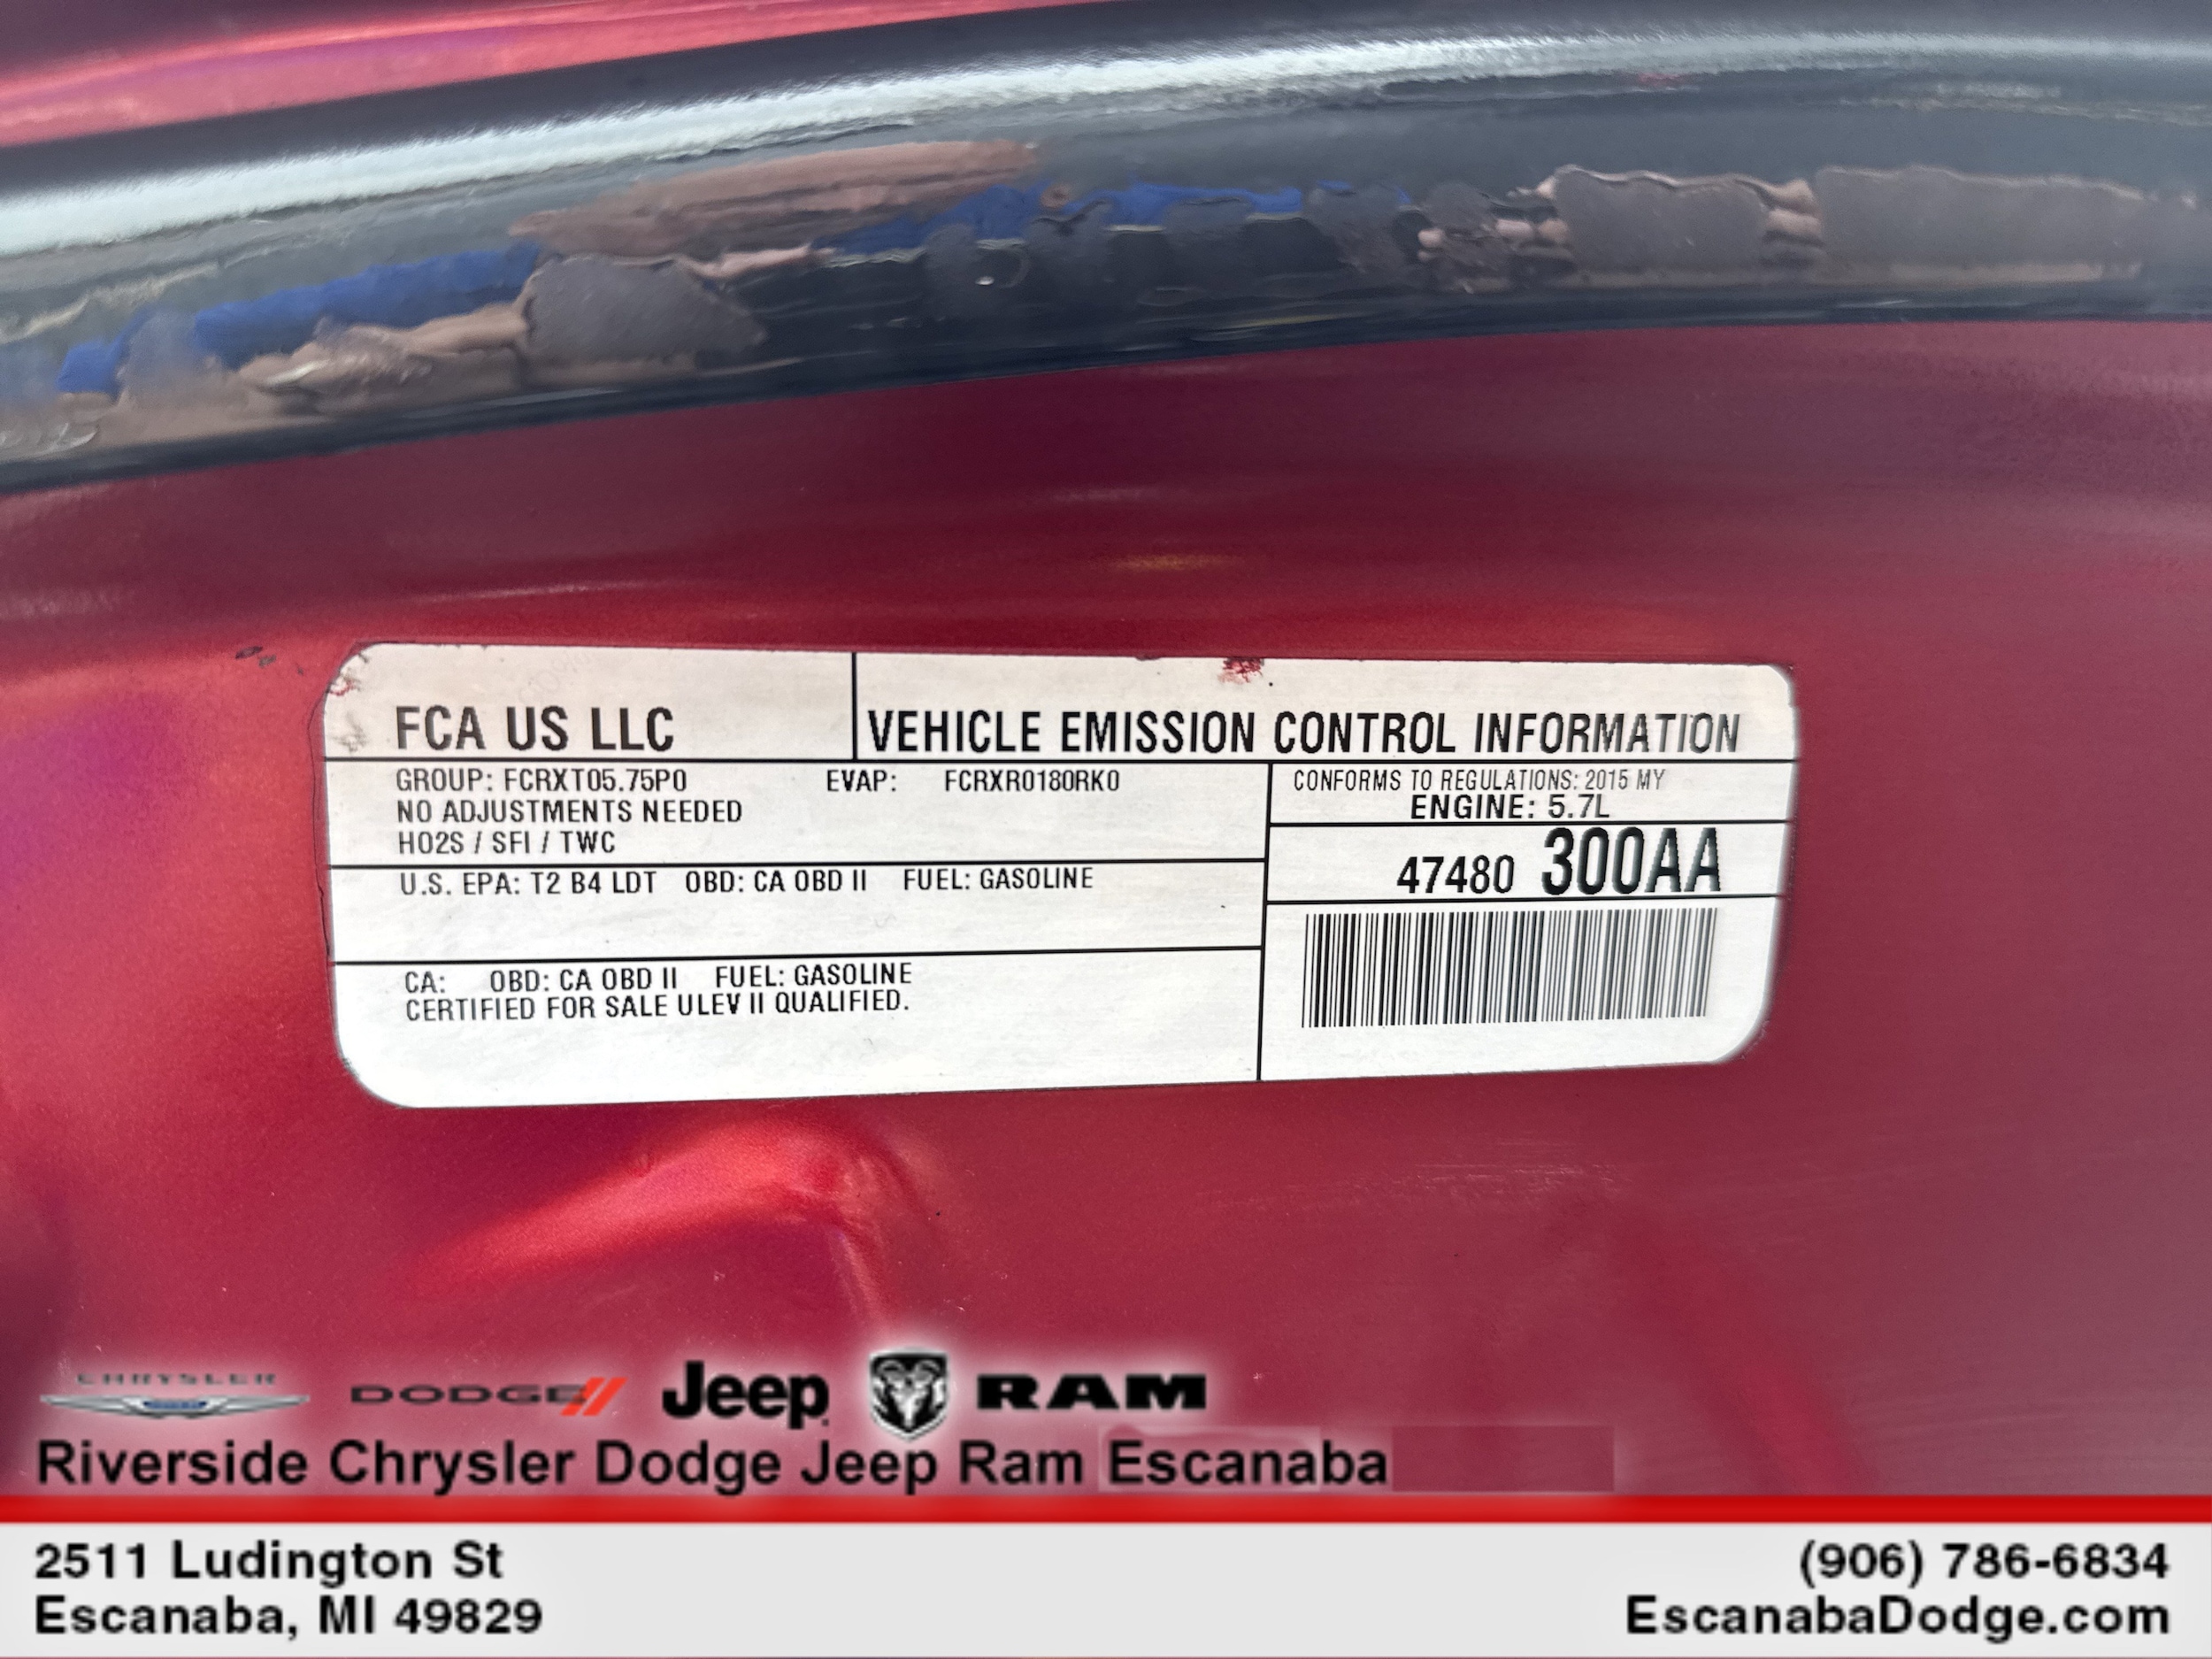 FCA US LLC
VEHICLE EMISSION CONTROL INFORMATION
GROUP: FCRXT05.75P0 EVAP: FCRXR0180RK0
NO ADJUSTMENTS NEEDED
HO2S / SFI / TWC
CONFORMS TO REGULATIONS: 2015 MY
ENGINE: 5.7L
47480 300AA
U.S. EPA: T2 B4 LDT OBD: CA OBD II FUEL: GASOLINE
CA: OBD: CA OBD II FUEL: GASOLINE
CERTIFIED FOR SALE ULEV II QUALIFIED.
CHRYSLER DODGE Jeep RAM
Riverside Chrysler Dodge Jeep Ram Escanaba
2511 Ludington St
Escanaba, MI 49829
(906) 786-6834
EscanabaDodge.com